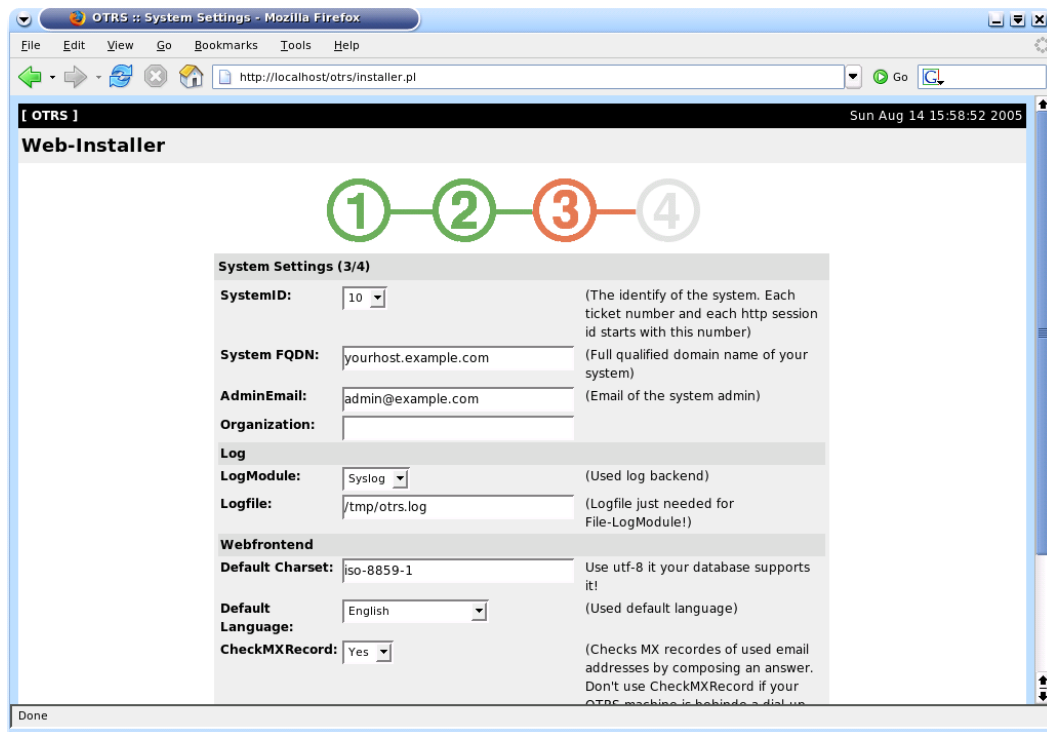 OTRS :: System Settings - Mozilla Firefox
File Edit View Go Bookmarks Tools Help
http://localhost/otrs/installer.pl Go G
[ OTRS ] Sun Aug 14 15:58:52 2005
Web-Installer
1 2 3 4
System Settings (3/4)
SystemID: 10 (The identify of the system. Each
ticket number and each http session
id starts with this number)
System FQDN: yourhost.example.com (Full qualified domain name of your
system)
AdminEmail: admin@example.com (Email of the system admin)
Organization:
Log
LogModule: Syslog (Used log backend)
Logfile: /tmp/otrs.log (Logfile just needed for
File-LogModule!)
Webfrontend
Default Charset: iso-8859-1 Use utf-8 it your database supports
it!
Default
Language: English (Used default language)
CheckMXRecord: Yes (Checks MX recordes of used email
addresses by composing an answer.
Don't use CheckMXRecord if your
OTRS machine is behinde a dial-up
Done